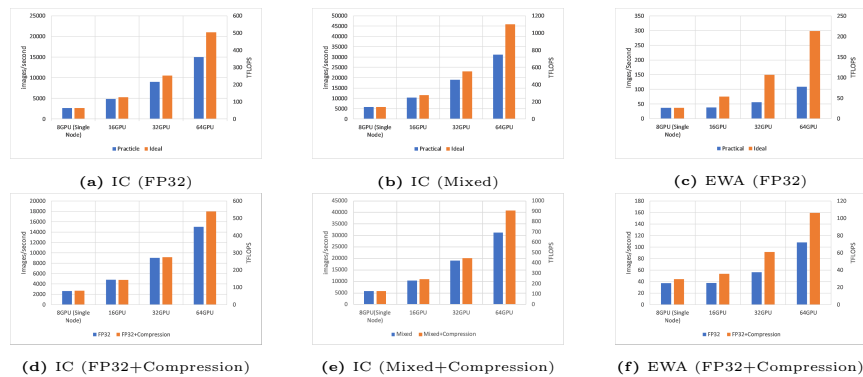 25000
20000
15000
10000
5000
0
images/second
600
500
400
300
200
100
0
TFLOPS
8GPU (Single Node)
16GPU
32GPU
64GPU
Practicle
Ideal
(a) IC (FP32)
50000
45000
40000
35000
30000
25000
20000
15000
10000
5000
0
images/second
1200
1000
800
600
400
200
0
TFLOPS
8GPU (Single Node)
16GPU
32GPU
64GPU
Practical
Ideal
(b) IC (Mixed)
350
300
250
200
150
100
50
0
Images/second
250
200
150
100
50
0
TFLOPS
8GPU (Single Node)
16GPU
32GPU
64GPU
Practical
Ideal
(c) EWA (FP32)
20000
18000
16000
14000
12000
10000
8000
6000
4000
2000
0
Images/second
600
500
400
300
200
100
0
TFLOPS
8GPU (Single Node)
16GPU
32GPU
64GPU
FP32
FP32+Compression
(d) IC (FP32+Compression)
45000
40000
35000
30000
25000
20000
15000
10000
5000
0
Images/second
1000
900
800
700
600
500
400
300
200
100
0
TFLOPS
8GPU(Single Node)
16GPU
32GPU
64GPU
Mixed
Mixed+Compression
(e) IC (Mixed+Compression)
180
160
140
120
100
80
60
40
20
0
Images/second
120
100
80
60
40
20
0
TFLOPS
8GPU (Single Node)
16GPU
32GPU
64GPU
FP32
FP32+Compression
(f) EWA (FP32+Compression)